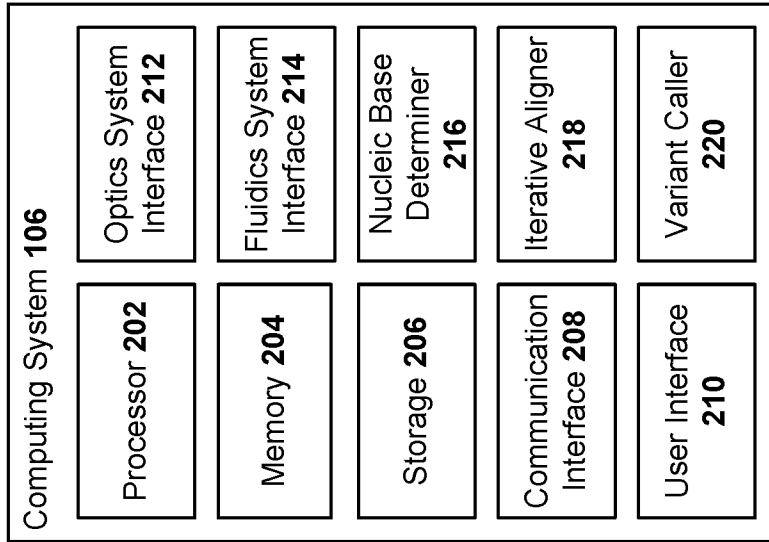 Computing System 106
Processor 202
Memory 204
Storage 206
Communication
Interface 208
User Interface
210
Optics System
Interface 212
Fluidics System
Interface 214
Nucleic Base
Determiner
216
Iterative Aligner
218
Variant Caller
220